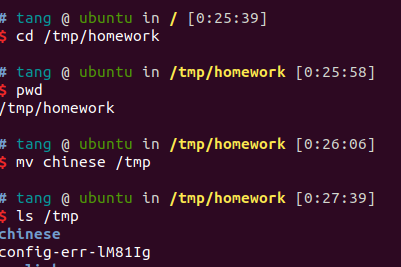 # tang @ ubuntu in / [0:25:39]
$ cd /tmp/homework
# tang @ ubuntu in /tmp/homework [0:25:58]
$ pwd
/tmp/homework
# tang @ ubuntu in /tmp/homework [0:26:06]
$ mv chinese /tmp
# tang @ ubuntu in /tmp/homework [0:27:39]
$ ls /tmp
chinese
config-err-lM81Ig